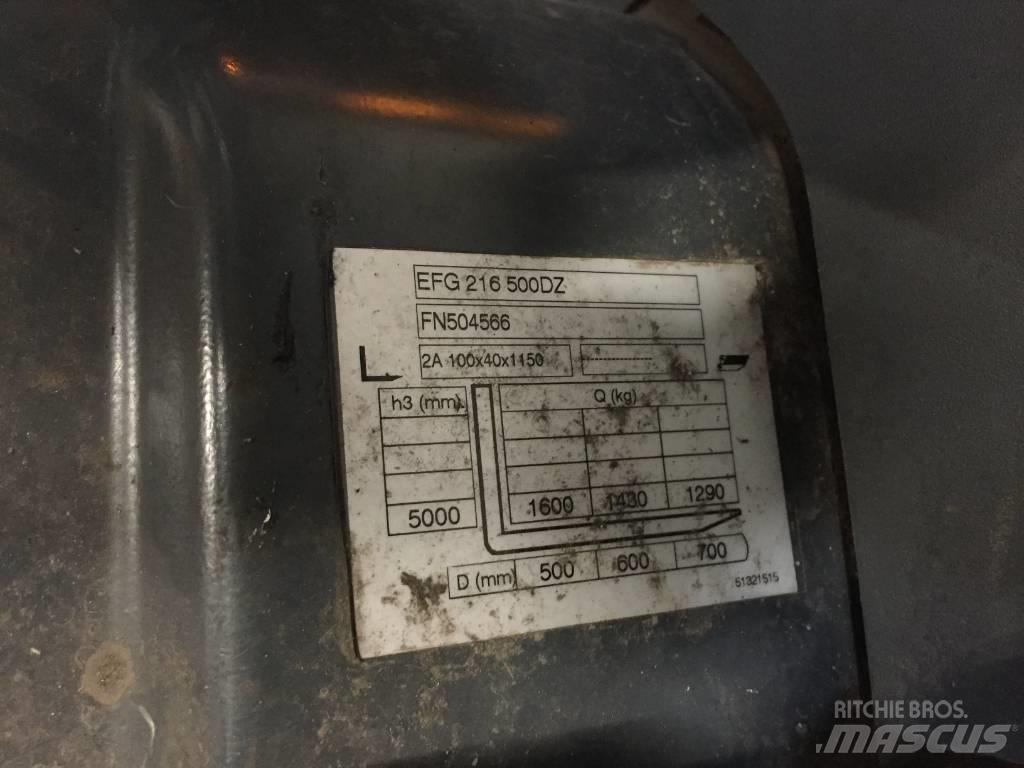 EFG 216 500DZ
FN504566
2A 100x40x1150 --------------
h3 (mm) Q (kg)
5000 1600 1430 1290
D (mm) 500 600 700
51321515
RITCHIE BROS.
MASCUS